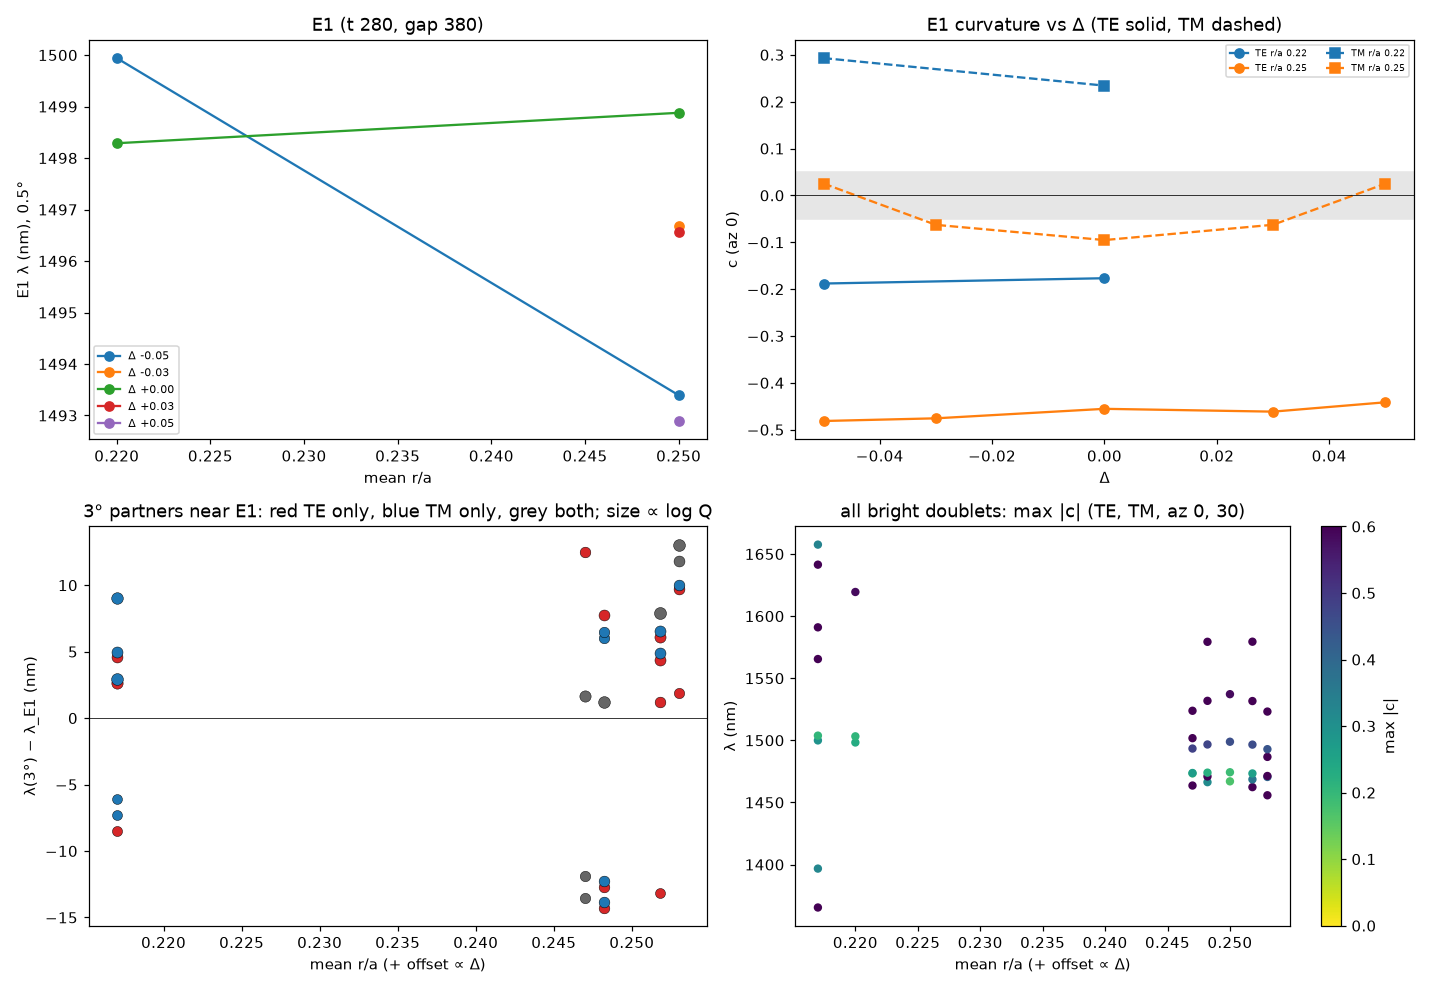 E1 (t 280, gap 380)
1500
1499
1498
1497
1496
1495
1494
1493
E1 λ (nm), 0.5°
Δ -0.05
Δ -0.03
Δ +0.00
Δ +0.03
Δ +0.05
0.220 0.225 0.230 0.235 0.240 0.245 0.250
mean r/a
E1 curvature vs Δ (TE solid, TM dashed)
0.3
0.2
0.1
0.0
−0.1
−0.2
−0.3
−0.4
−0.5
c (az 0)
TE r/a 0.22 TM r/a 0.22
TE r/a 0.25 TM r/a 0.25
−0.04 −0.02 0.00 0.02 0.04
Δ
3° partners near E1: red TE only, blue TM only, grey both; size ∝ log Q
10
5
0
−5
−10
−15
λ(3°) − λ_E1 (nm)
0.220 0.225 0.230 0.235 0.240 0.245 0.250
mean r/a (+ offset ∝ Δ)
all bright doublets: max |c| (TE, TM, az 0, 30)
1650
1600
1550
1500
1450
1400
λ (nm)
0.220 0.225 0.230 0.235 0.240 0.245 0.250
mean r/a (+ offset ∝ Δ)
0.6
0.5
0.4
0.3
0.2
0.1
0.0
max |c|